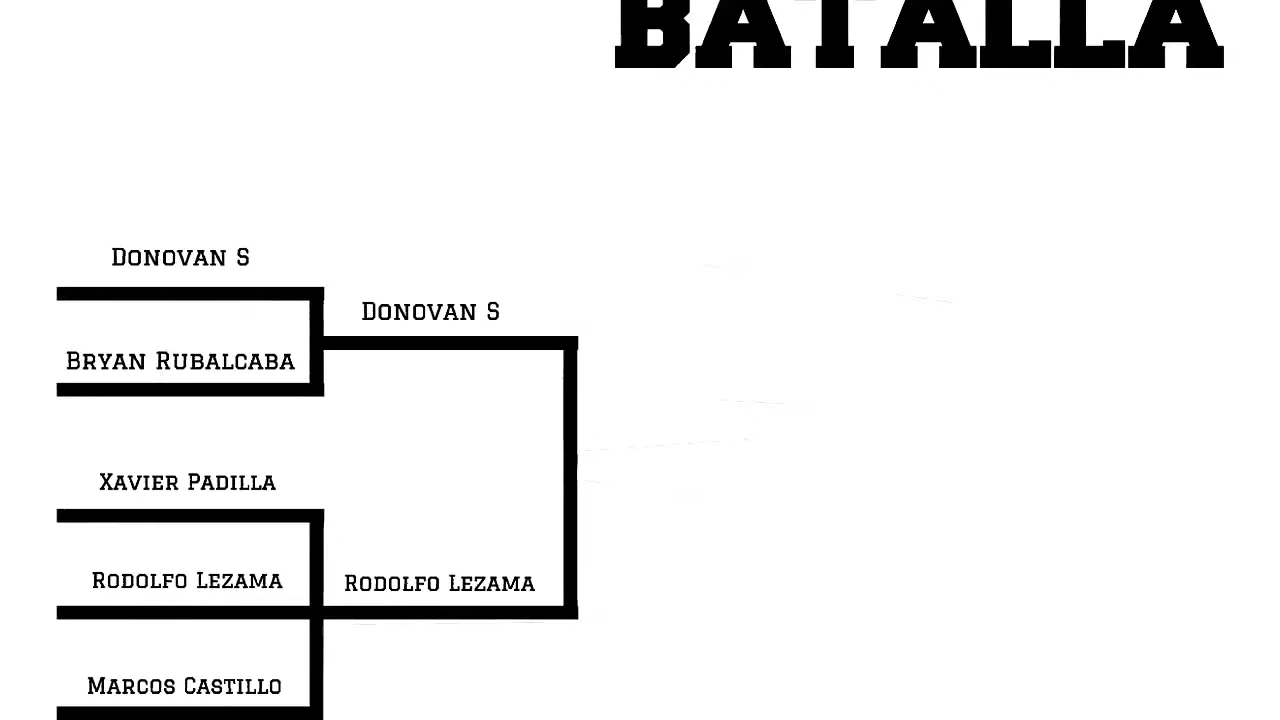 BATALLA
Donovan S
Donovan S
Bryan Rubalcaba
Xavier Padilla
Rodolfo Lezama
Rodolfo Lezama
Marcos Castillo